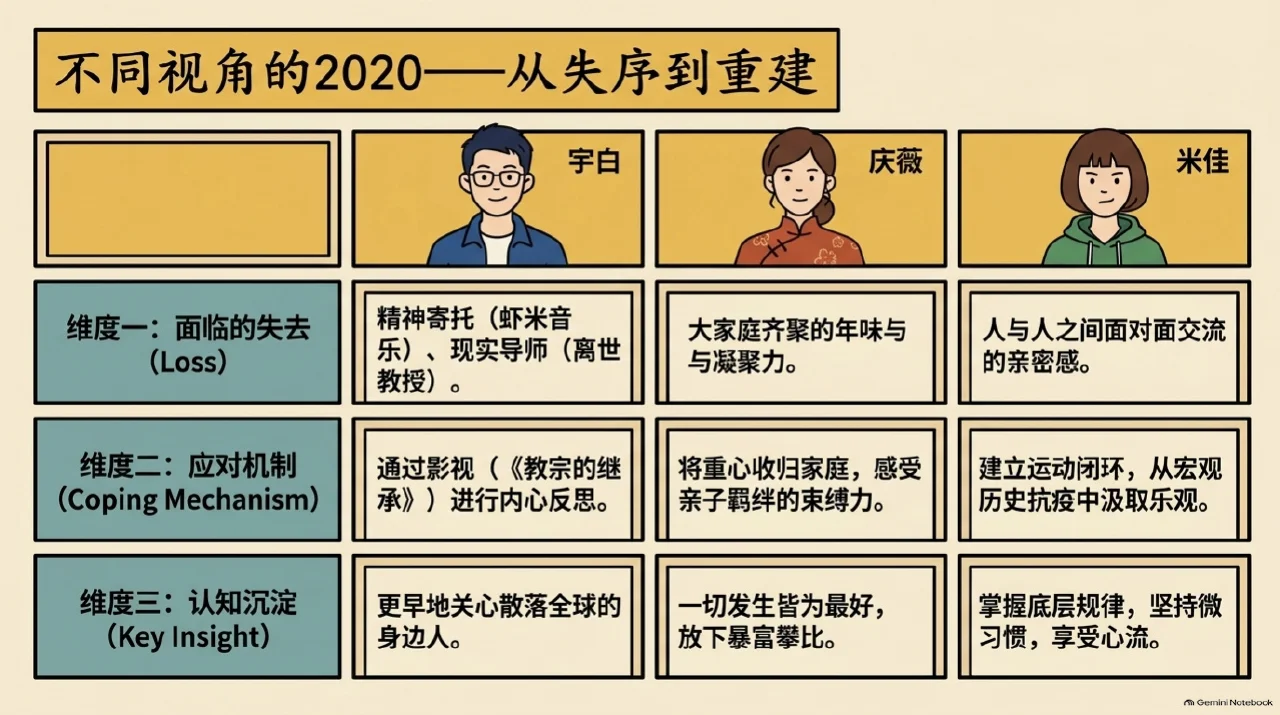 不同视角的2020——从失序到重建
宇白
庆薇
米佳
维度一：面临的失去
（Loss）
精神寄托（虾米音
乐）、现实导师（离世
教授）。
大家庭齐聚的年味与
与凝聚力。
人与人之间面对面交流
的亲密感。
维度二：应对机制
（Coping Mechanism）
通过影视（《教宗的继
承》）进行内心反思。
将重心收归家庭，感受
亲子羁绊的束缚力。
建立运动闭环，从宏观
历史抗疫中汲取乐观。
维度三：认知沉淀
（Key Insight）
更早地关心散落全球的
身边人。
一切发生皆为最好，
放下暴富攀比。
掌握底层规律，坚持微
习惯，享受心流。
Gemini Notebook